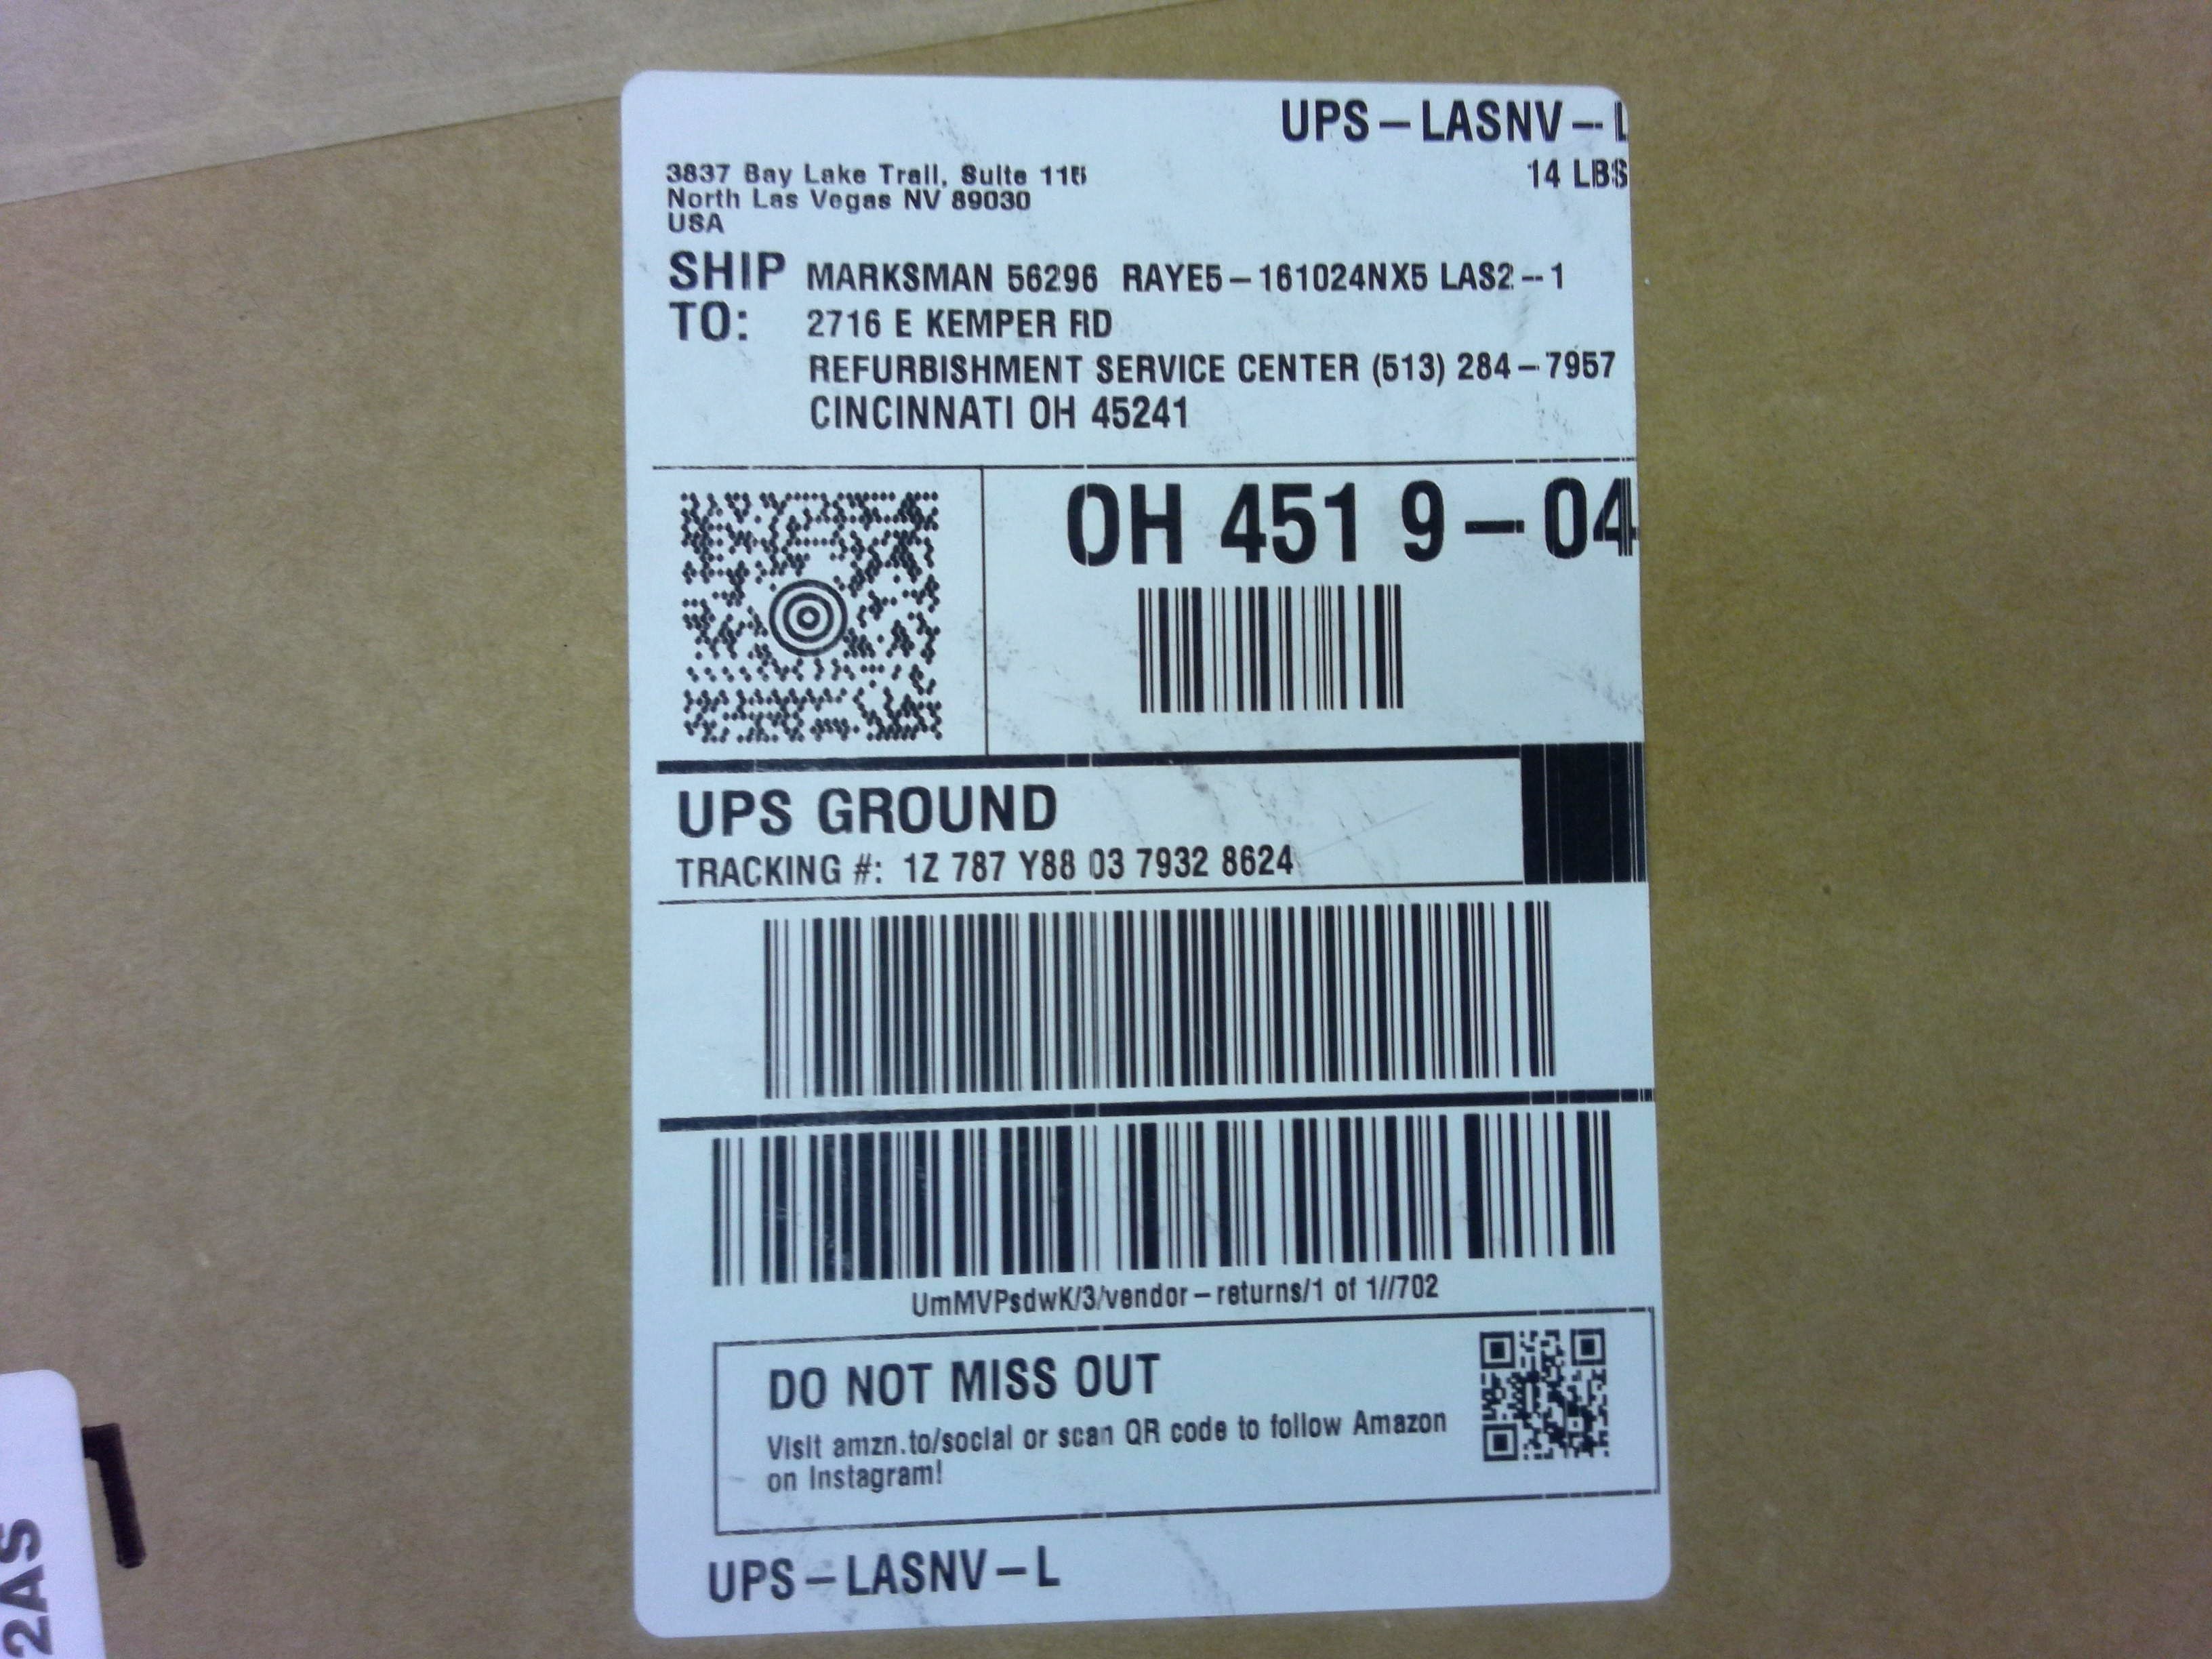 UPS – LASNV – L
14 LBS
3837 Bay Lake Trail, Suite 115
North Las Vegas NV 89030
USA
SHIP TO:
MARKSMAN 56296 RAYE5 – 161024NX5 LAS2 – 1
2716 E KEMPER RD
REFURBISHMENT SERVICE CENTER (513) 284 – 7957
CINCINNATI OH 45241
OH 451 9 – 04
UPS GROUND
TRACKING #: 1Z 787 Y88 03 7932 8624
UmMVPsdwK/3/vendor – returns/1 of 1//702
DO NOT MISS OUT
Visit amzn.to/social or scan QR code to follow Amazon
on Instagram!
UPS – LASNV – L
2AS